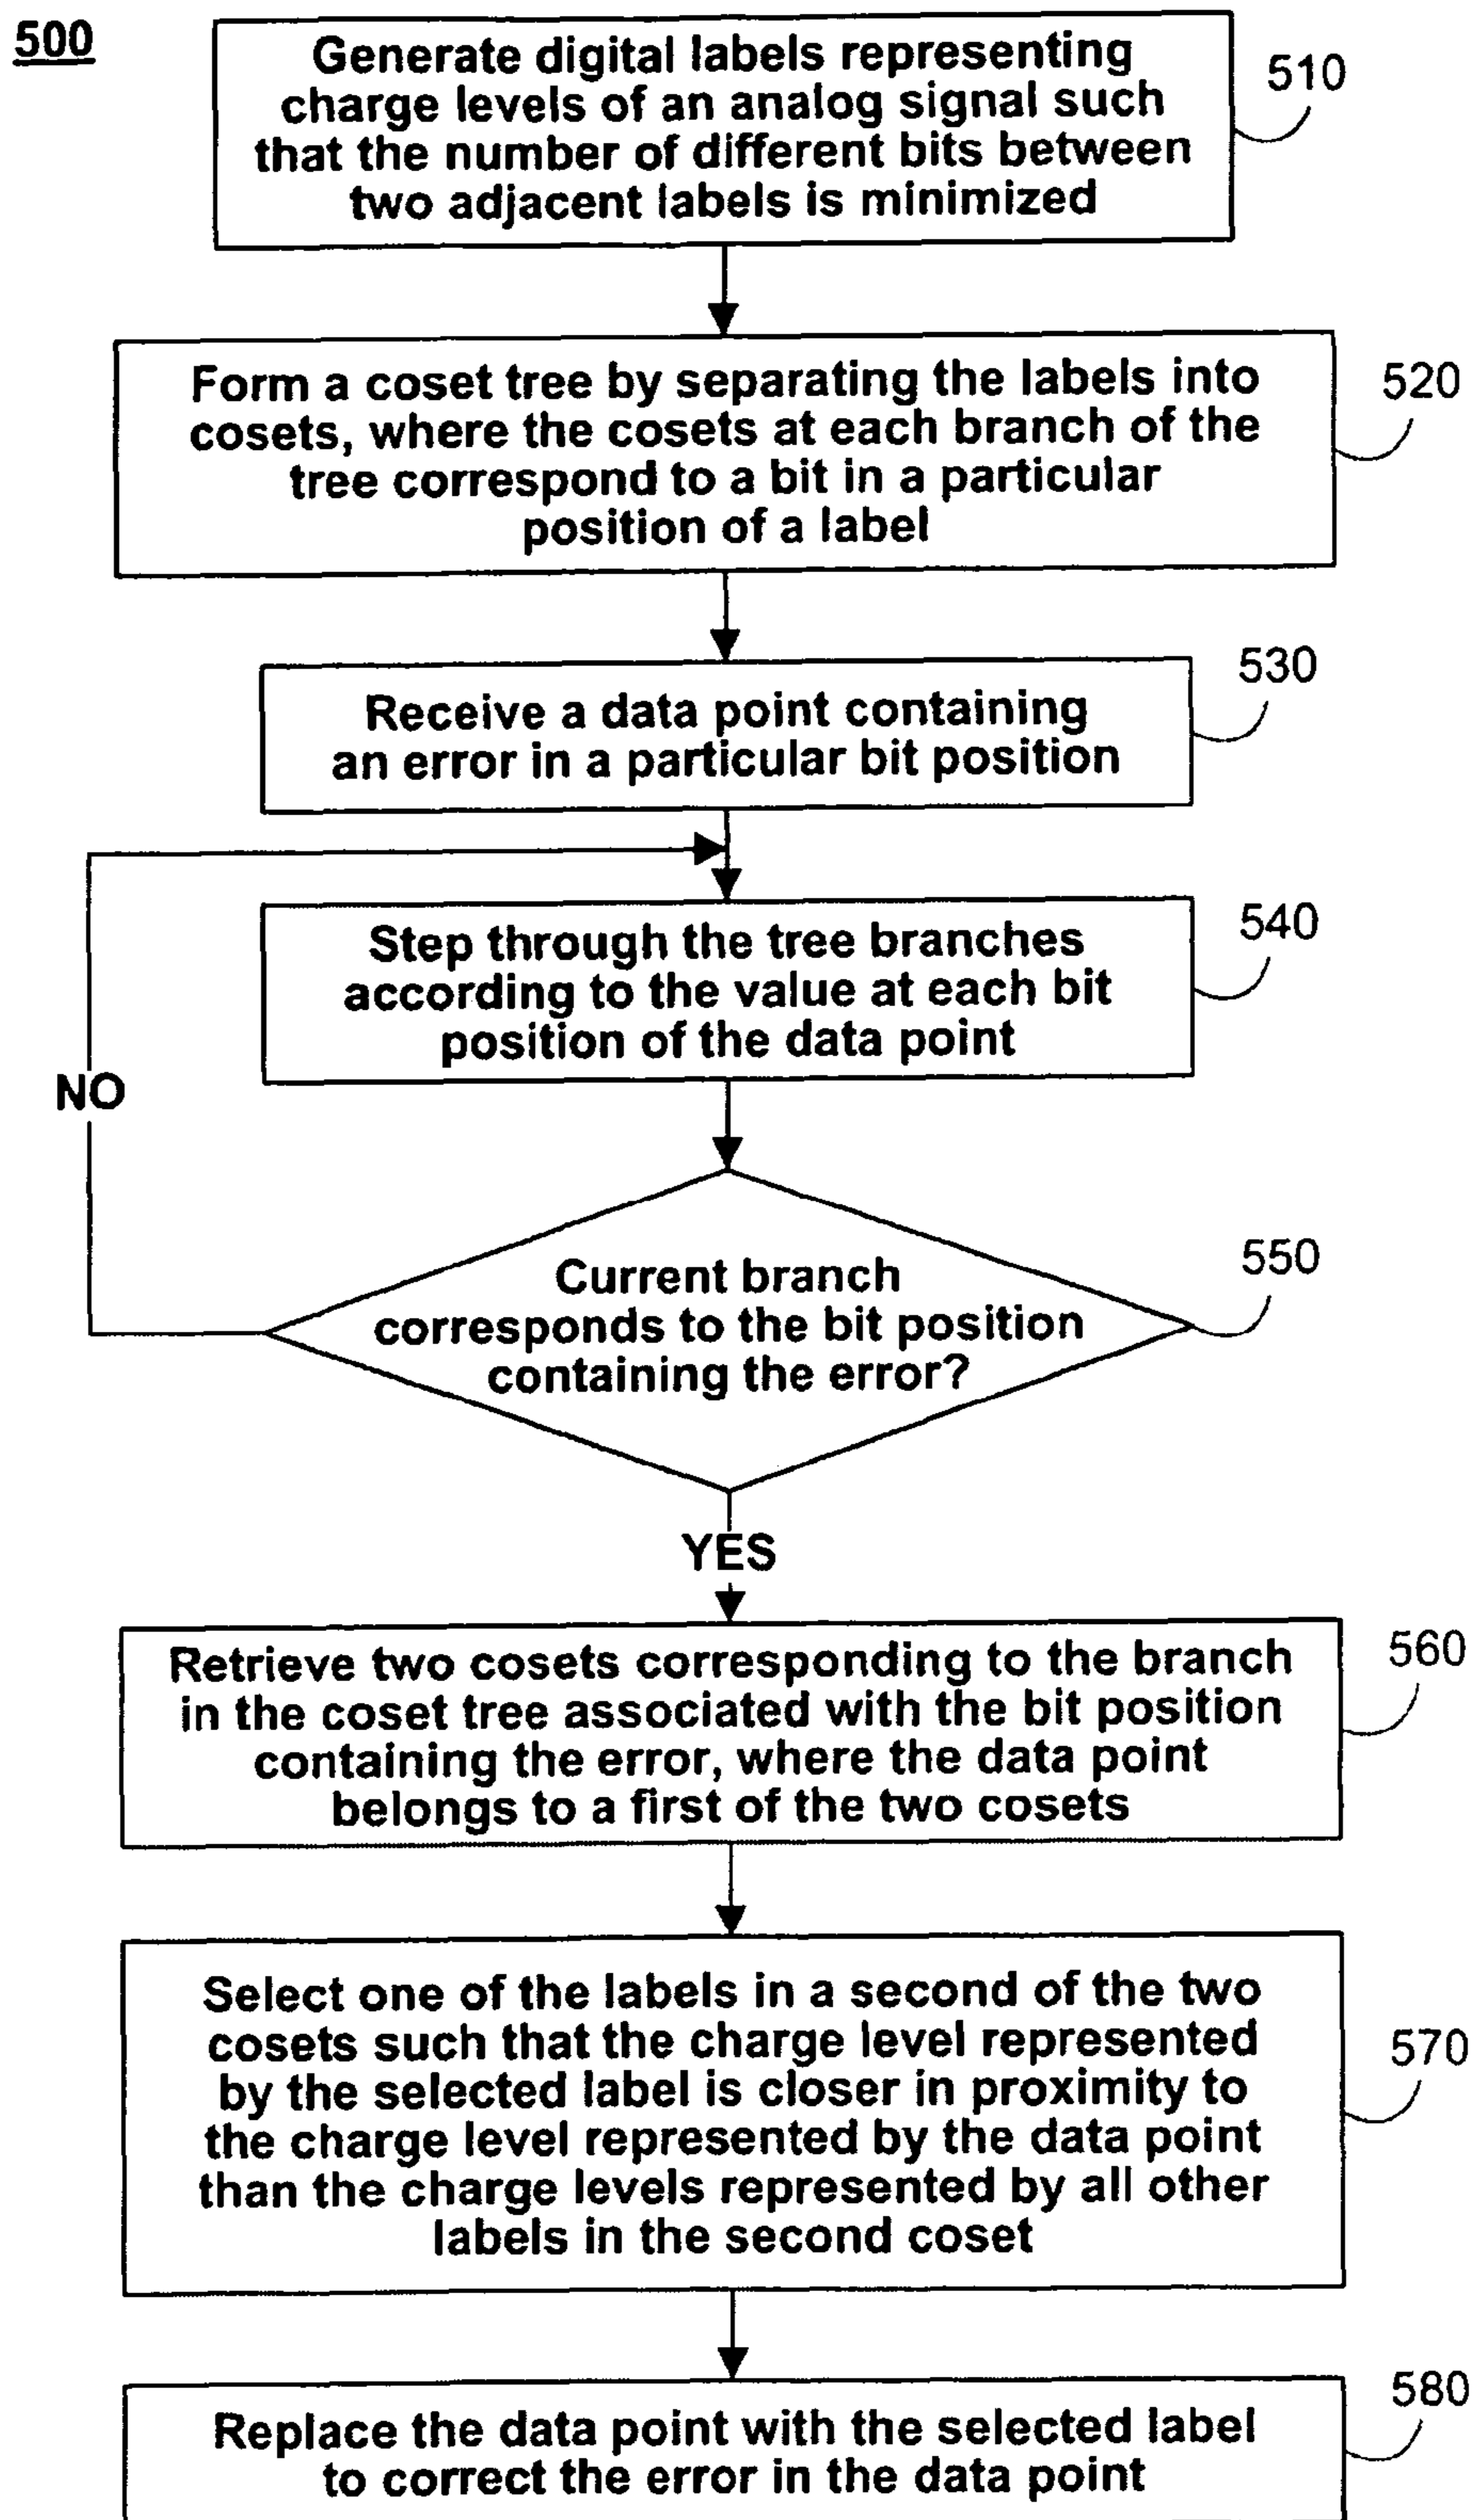 500
Generate digital labels representing
charge levels of an analog signal such
that the number of different bits between
two adjacent labels is minimized
510
Form a coset tree by separating the labels into
cosets, where the cosets at each branch of the
tree correspond to a bit in a particular
position of a label
520
Receive a data point containing
an error in a particular bit position
530
Step through the tree branches
according to the value at each bit
position of the data point
540
NO
Current branch
corresponds to the bit position
containing the error?
550
YES
Retrieve two cosets corresponding to the branch
in the coset tree associated with the bit position
containing the error, where the data point
belongs to a first of the two cosets
560
Select one of the labels in a second of the two
cosets such that the charge level represented
by the selected label is closer in proximity to
the charge level represented by the data point
than the charge levels represented by all other
labels in the second coset
570
Replace the data point with the selected label
to correct the error in the data point
580